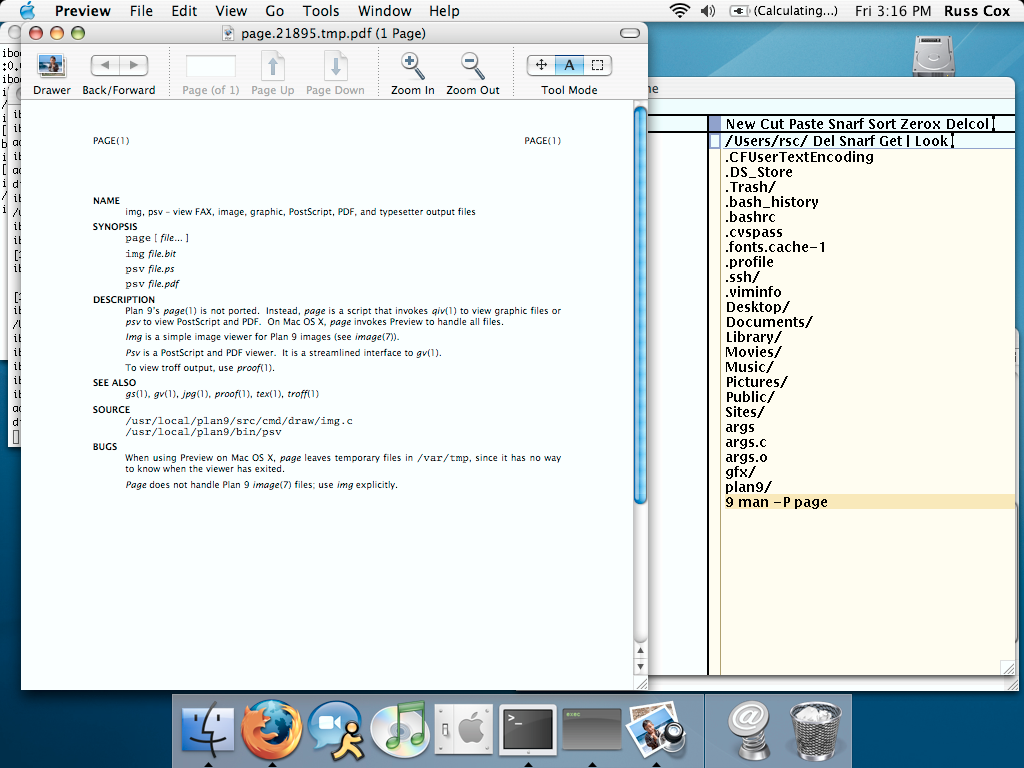 Preview File Edit View Go Tools Window Help (Calculating...) Fri 3:16 PM Russ Cox
page.21895.tmp.pdf (1 Page)
Drawer Back/Forward Page (of 1) Page Up Page Down Zoom In Zoom Out Tool Mode
A
PAGE(1) PAGE(1)
NAME
img, psv – view FAX, image, graphic, PostScript, PDF, and typesetter output files
SYNOPSIS
page [ file... ]
img file.bit
psv file.ps
psv file.pdf
DESCRIPTION
Plan 9's page(1) is not ported. Instead, page is a script that invokes qiv(1) to view graphic files or
psv to view PostScript and PDF. On Mac OS X, page invokes Preview to handle all files.
Img is a simple image viewer for Plan 9 images (see image(7)).
Psv is a PostScript and PDF viewer. It is a streamlined interface to gv(1).
To view troff output, use proof(1).
SEE ALSO
gs(1), gv(1), jpg(1), proof(1), tex(1), troff(1)
SOURCE
/usr/local/plan9/src/cmd/draw/img.c
/usr/local/plan9/bin/psv
BUGS
When using Preview on Mac OS X, page leaves temporary files in /var/tmp, since it has no way
to know when the viewer has exited.
Page does not handle Plan 9 image(7) files; use img explicitly.
New Cut Paste Snarf Sort Zerox Delcol
/Users/rsc/ Del Snarf Get | Look
.CFUserTextEncoding
.DS_Store
.Trash/
.bash_history
.bashrc
.cvspass
.fonts.cache-1
.profile
.ssh/
.viminfo
Desktop/
Documents/
Library/
Movies/
Music/
Pictures/
Public/
Sites/
args
args.c
args.o
gfx/
plan9/
9 man -P page
exec